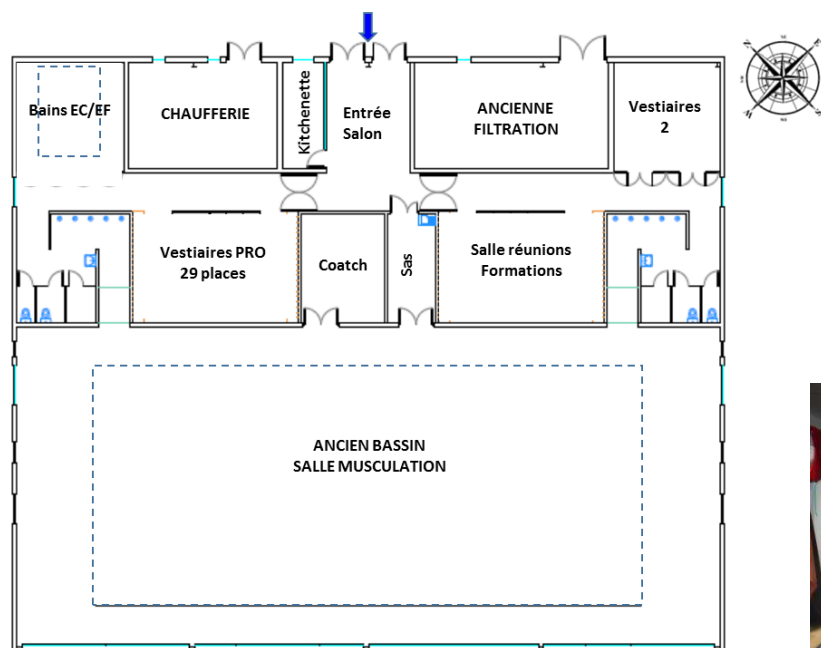 Bains EC/EF
CHAUFFERIE
Kitchenette
Entrée
Salon
ANCIENNE
FILTRATION
Vestiaires
2
Vestiaires PRO
29 places
Coatch
Sas
Salle réunions
Formations
ANCIEN BASSIN
SALLE MUSCULATION